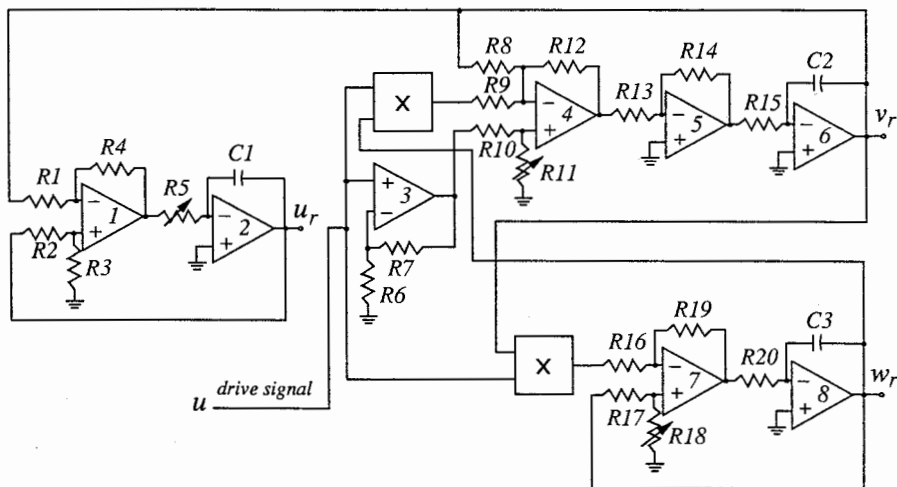 R8
R12
C2
R14
X
R9
R13
R15
4
5
6
v_r
R4
C1
R10
R1
R5
3
R11
u_r
1
2
R2
R7
R3
R6
R19
C3
X
R16
R20
w_r
drive signal
u
7
8
R17
R18